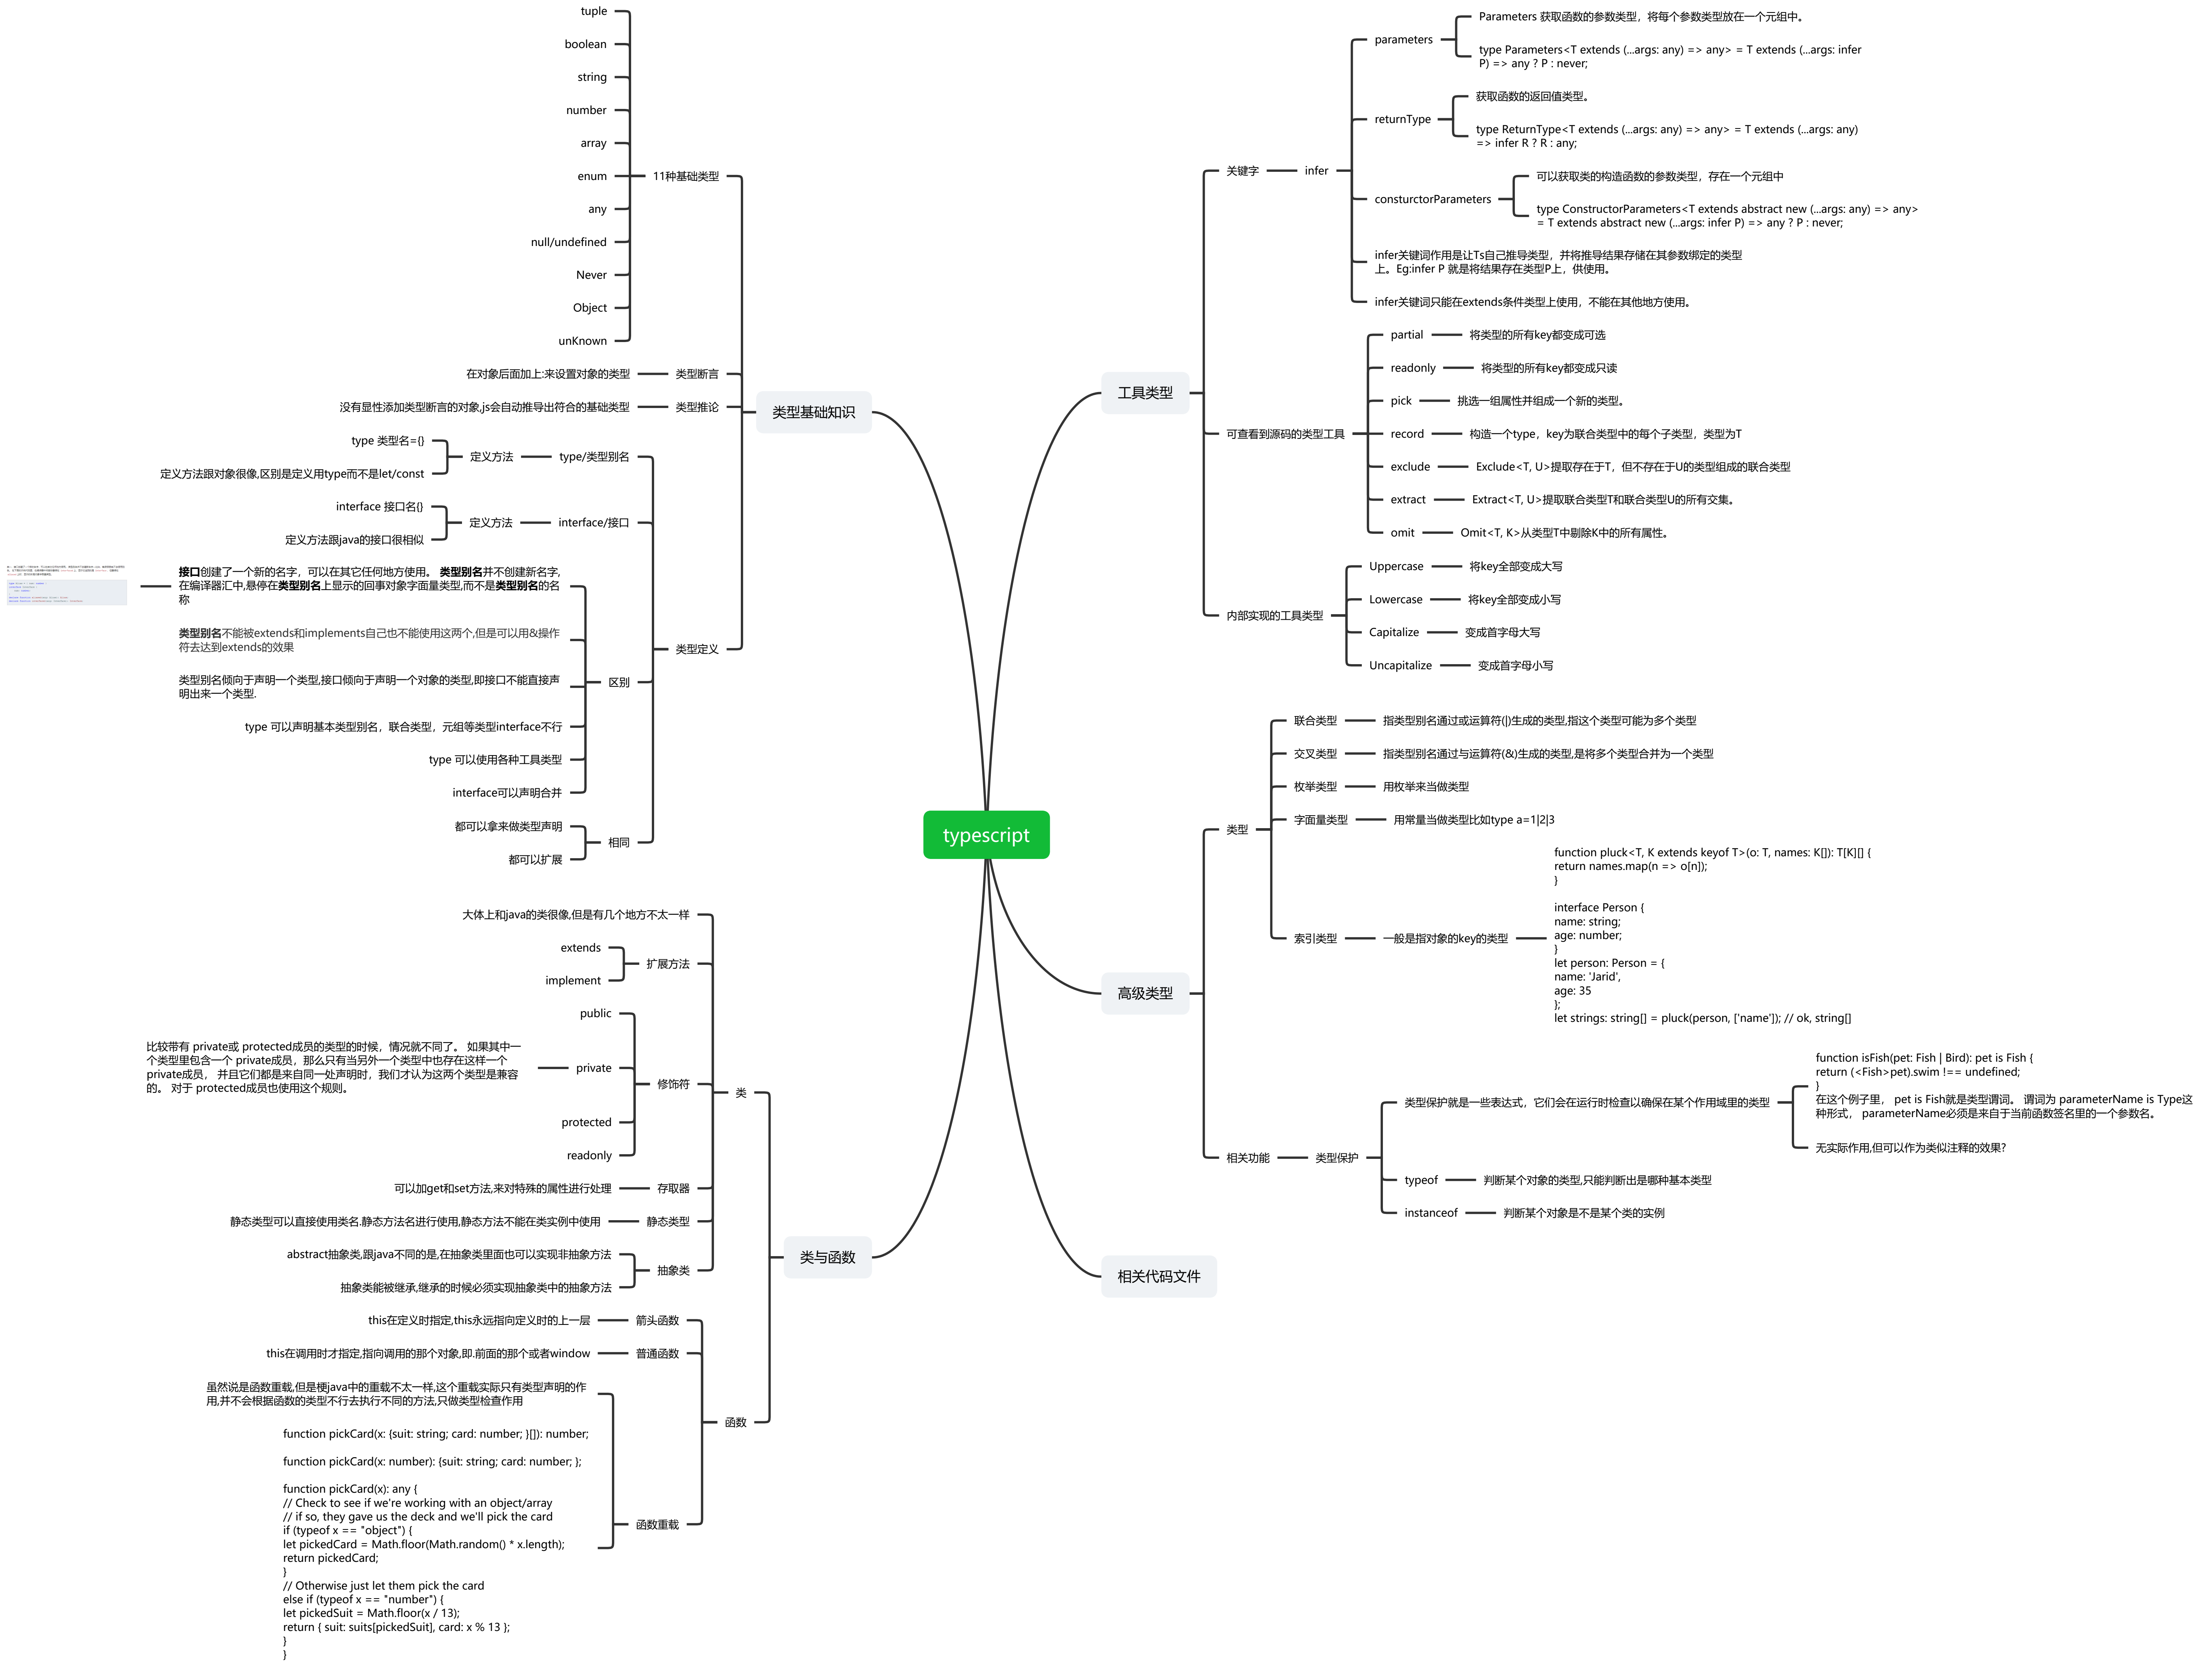 typescript
类型基础知识
11种基础类型
tuple
boolean
string
number
array
enum
any
null/undefined
Never
Object
unKnown
类型断言
在对象后面加上:来设置对象的类型
类型推论
没有显性添加类型断言的对象,js会自动推导出符合的基础类型
类型定义
type/类型别名
定义方法
type 类型名={}
定义方法跟对象很像,区别是定义用type而不是let/const
interface/接口
定义方法
interface 接口名{}
定义方法跟java的接口很相似
区别
接口创建了一个新的名字，可以在其它任何地方使用。 类型别名并不创建新名字,
在编译器汇中,悬停在类型别名上显示的回事对象字面量类型,而不是类型别名的名
称
类型别名不能被extends和implements自己也不能使用这两个,但是可以用&操作
符去达到extends的效果
类型别名倾向于声明一个类型,接口倾向于声明一个对象的类型,即接口不能直接声
明出来一个类型.
type 可以声明基本类型别名，联合类型，元组等类型interface不行
type 可以使用各种工具类型
interface可以声明合并
相同
都可以拿来做类型声明
都可以扩展
类与函数
类
大体上和java的类很像,但是有几个地方不太一样
扩展方法
extends
implement
修饰符
public
private
比较带有 private或 protected成员的类型的时候，情况就不同了。 如果其中一
个类型里包含一个 private成员，那么只有当另外一个类型中也存在这样一个
private成员， 并且它们都是来自同一处声明时，我们才认为这两个类型是兼容
的。 对于 protected成员也使用这个规则。
protected
readonly
存取器
可以加get和set方法,来对特殊的属性进行处理
静态类型
静态类型可以直接使用类名.静态方法名进行使用,静态方法不能在类实例中使用
抽象类
abstract抽象类,跟java不同的是,在抽象类里面也可以实现非抽象方法
抽象类能被继承,继承的时候必须实现抽象类中的抽象方法
函数
箭头函数
this在定义时指定,this永远指向定义时的上一层
普通函数
this在调用时才指定,指向调用的那个对象,即.前面的那个或者window
函数重载
虽然说是函数重载,但是梗java中的重载不太一样,这个重载实际只有类型声明的作
用,并不会根据函数的类型不行去执行不同的方法,只做类型检查作用
function pickCard(x: {suit: string; card: number; }[]): number;
function pickCard(x: number): {suit: string; card: number; };
function pickCard(x): any {
// Check to see if we're working with an object/array
// if so, they gave us the deck and we'll pick the card
if (typeof x == "object") {
let pickedCard = Math.floor(Math.random() * x.length);
return pickedCard;
}
// Otherwise just let them pick the card
else if (typeof x == "number") {
let pickedSuit = Math.floor(x / 13);
return { suit: suits[pickedSuit], card: x % 13 };
}
}
工具类型
关键字
infer
parameters
Parameters 获取函数的参数类型，将每个参数类型放在一个元组中。
type Parameters<T extends (...args: any) => any> = T extends (...args: infer
P) => any ? P : never;
returnType
获取函数的返回值类型。
type ReturnType<T extends (...args: any) => any> = T extends (...args: any)
=> infer R ? R : any;
consturctorParameters
可以获取类的构造函数的参数类型，存在一个元组中
type ConstructorParameters<T extends abstract new (...args: any) => any>
= T extends abstract new (...args: infer P) => any ? P : never;
infer关键词作用是让Ts自己推导类型，并将推导结果存储在其参数绑定的类型
上。Eg:infer P 就是将结果存在类型P上，供使用。
infer关键词只能在extends条件类型上使用，不能在其他地方使用。
可查看到源码的类型工具
partial
将类型的所有key都变成可选
readonly
将类型的所有key都变成只读
pick
挑选一组属性并组成一个新的类型。
record
构造一个type，key为联合类型中的每个子类型，类型为T
exclude
Exclude<T, U>提取存在于T，但不存在于U的类型组成的联合类型
extract
Extract<T, U>提取联合类型T和联合类型U的所有交集。
omit
Omit<T, K>从类型T中剔除K中的所有属性。
内部实现的工具类型
Uppercase
将key全部变成大写
Lowercase
将key全部变成小写
Capitalize
变成首字母大写
Uncapitalize
变成首字母小写
高级类型
类型
联合类型
指类型别名通过或运算符(|)生成的类型,指这个类型可能为多个类型
交叉类型
指类型别名通过与运算符(&)生成的类型,是将多个类型合并为一个类型
枚举类型
用枚举来当做类型
字面量类型
用常量当做类型比如type a=1|2|3
索引类型
一般是指对象的key的类型
function pluck<T, K extends keyof T>(o: T, names: K[]): T[K][] {
return names.map(n => o[n]);
}
interface Person {
name: string;
age: number;
}
let person: Person = {
name: 'Jarid',
age: 35
};
let strings: string[] = pluck(person, ['name']); // ok, string[]
相关功能
类型保护
类型保护就是一些表达式，它们会在运行时检查以确保在某个作用域里的类型
function isFish(pet: Fish | Bird): pet is Fish {
return (<Fish>pet).swim !== undefined;
}
在这个例子里， pet is Fish就是类型谓词。 谓词为 parameterName is Type这
种形式， parameterName必须是来自于当前函数签名里的一个参数名。
无实际作用,但可以作为类似注释的效果?
typeof
判断某个对象的类型,只能判断出是哪种基本类型
instanceof
判断某个对象是不是某个类的实例
相关代码文件